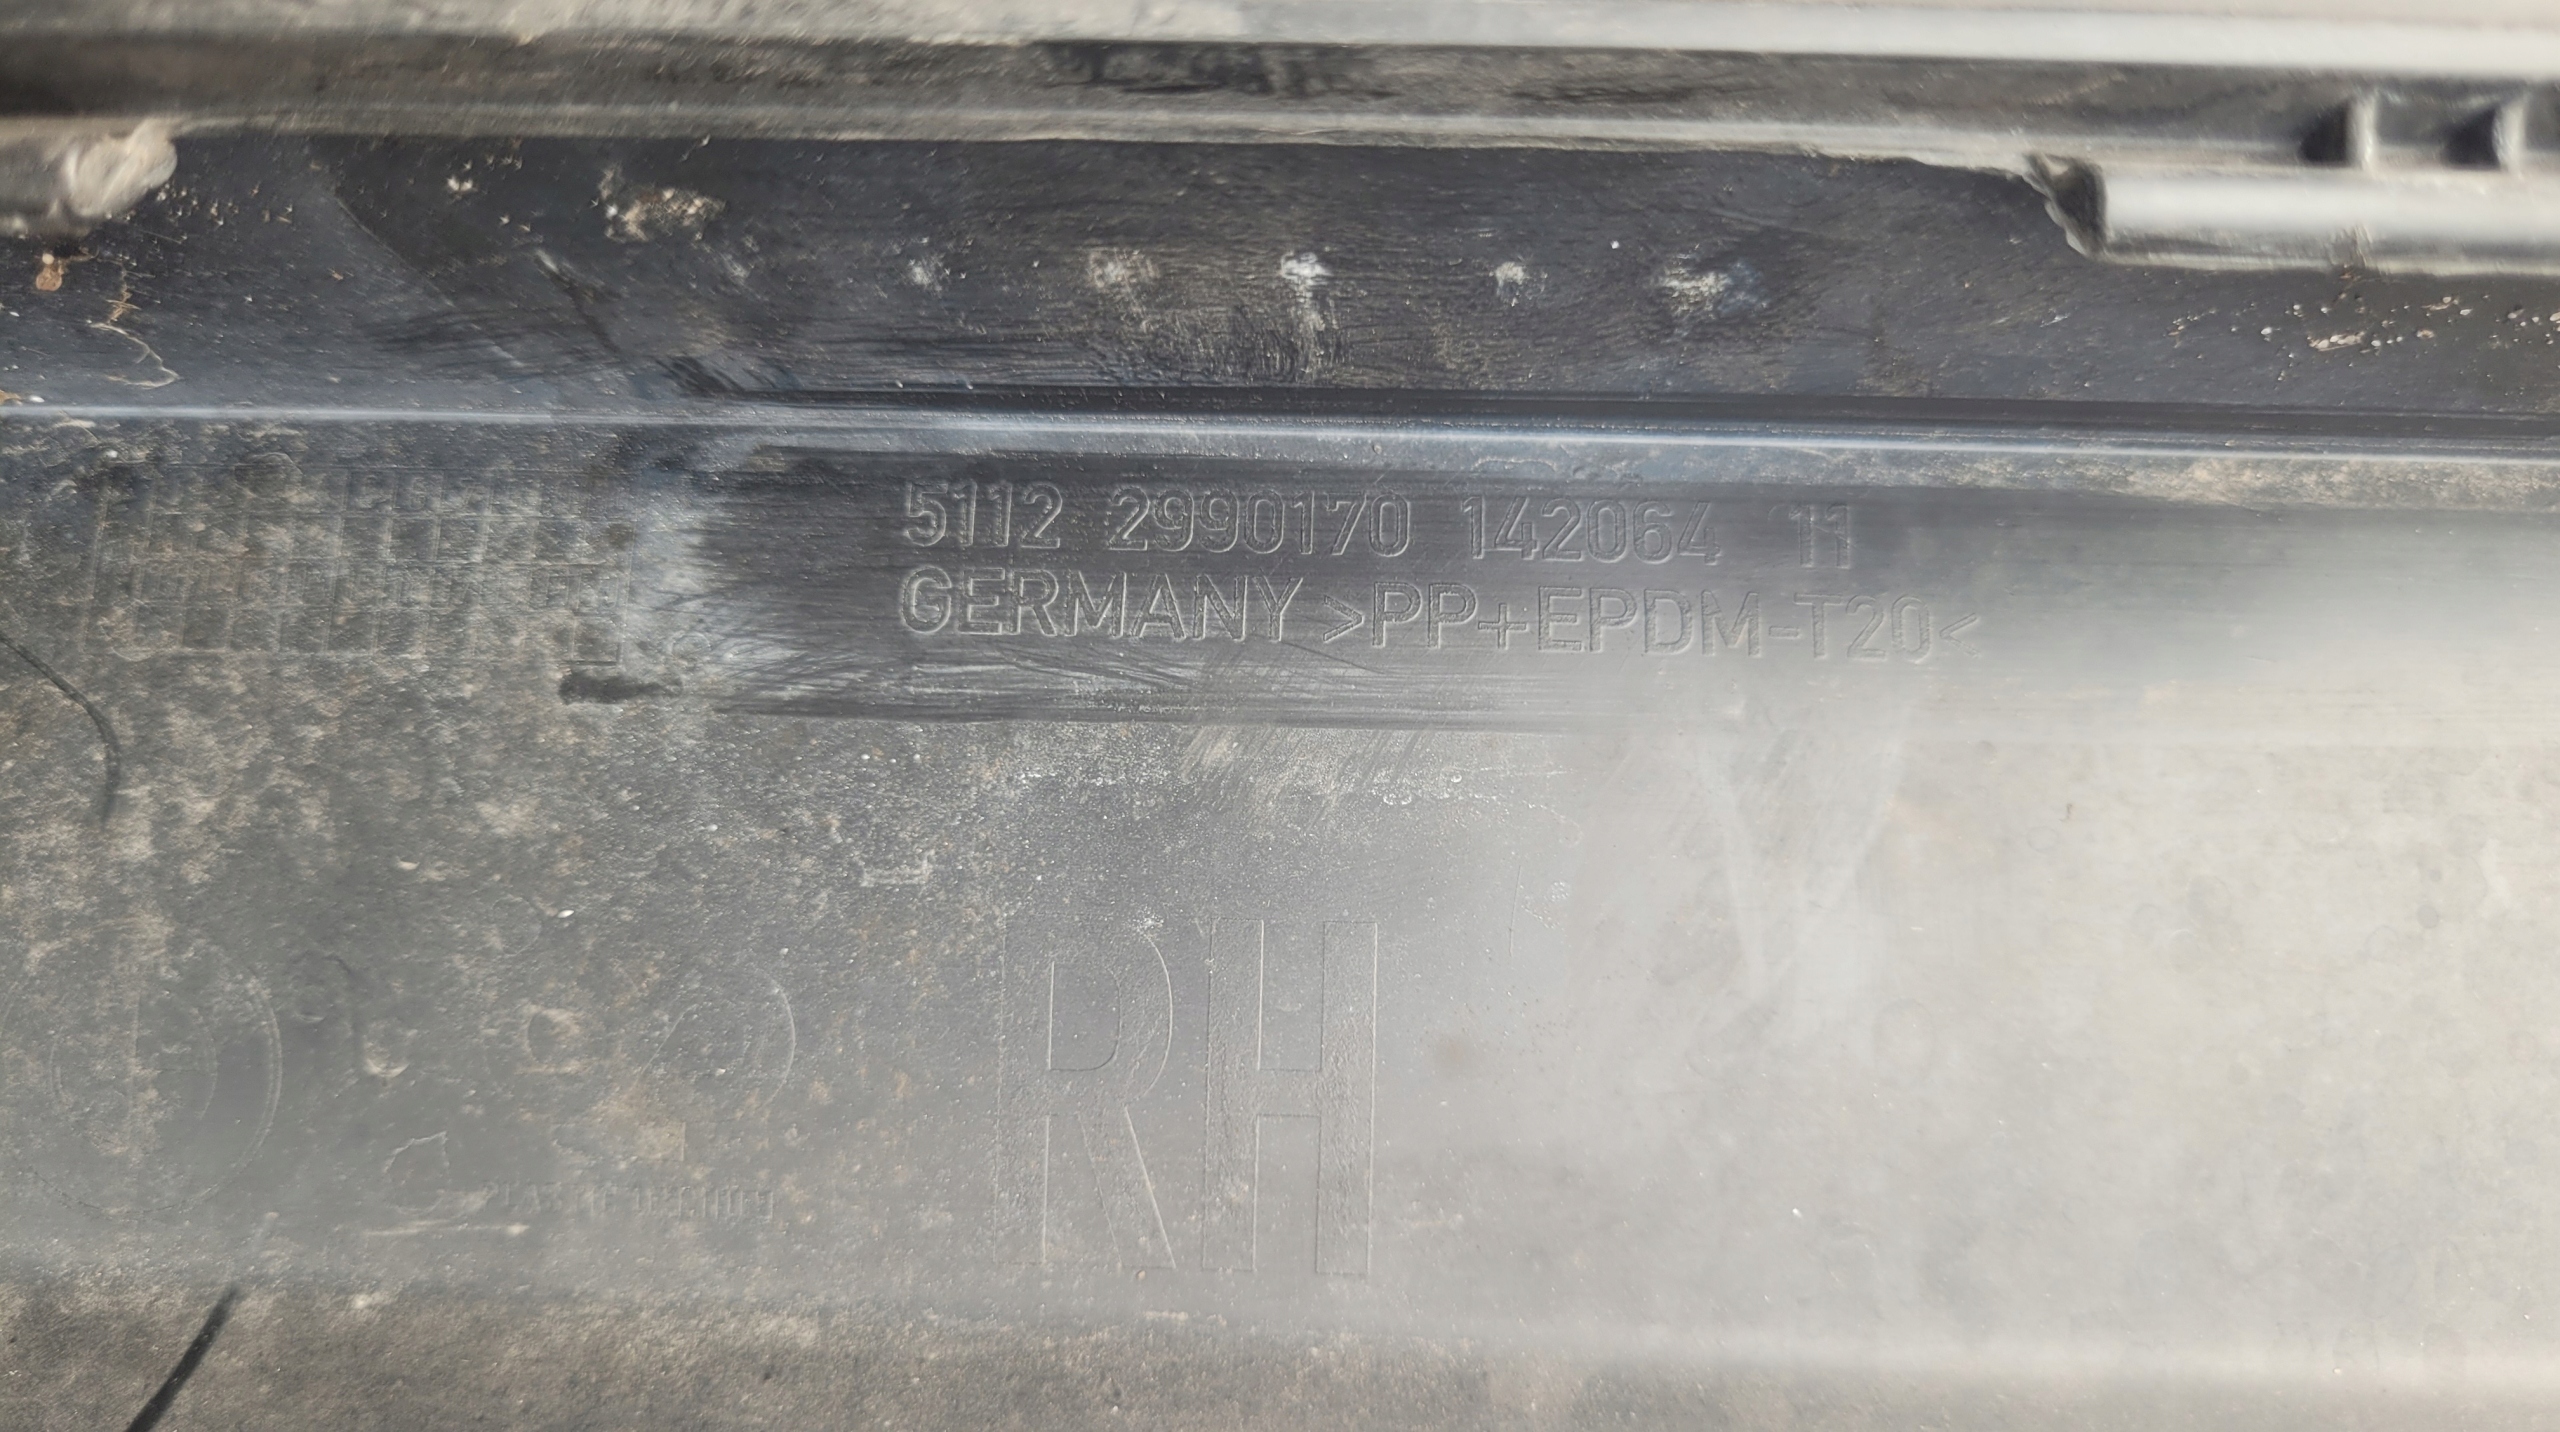 5112 2990170 142064 11
GERMANY >PP+EPDM-T20<
RH